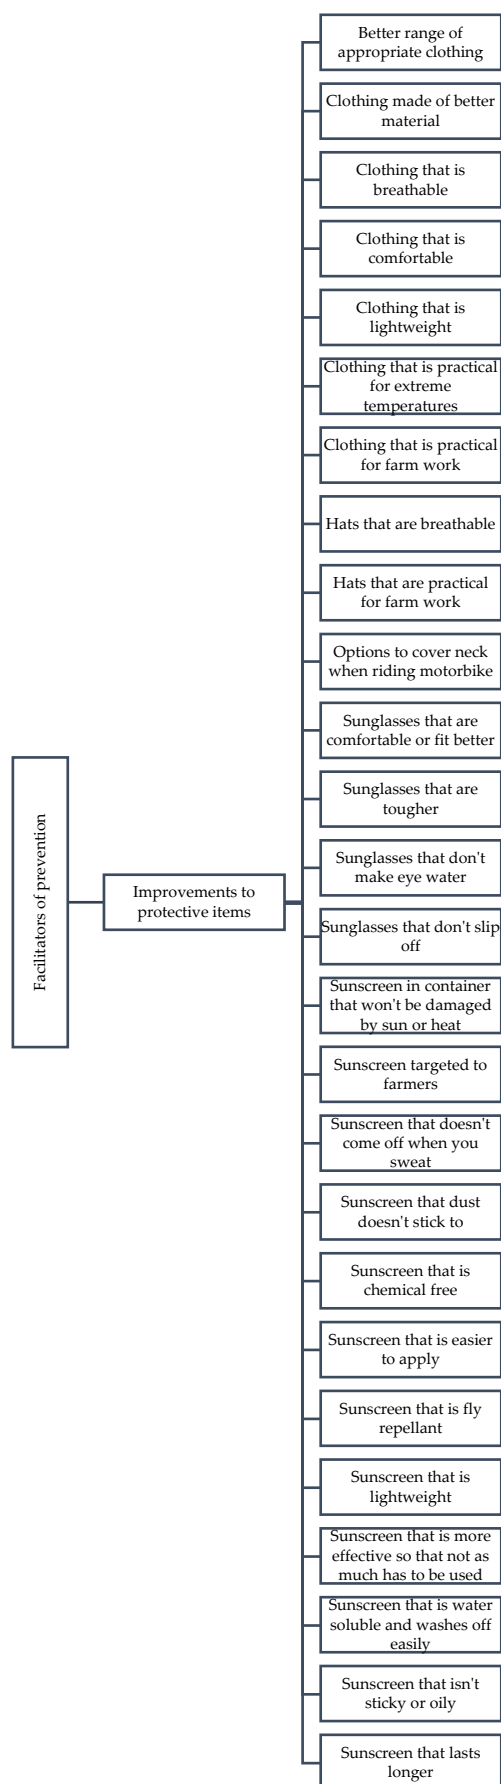 Facilitators of prevention
Improvements to
protective items
Better range of
appropriate clothing
Clothing made of better
material
Clothing that is
breathable
Clothing that is
comfortable
Clothing that is
lightweight
Clothing that is practical
for extreme
temperatures
Clothing that is practical
for farm work
Hats that are breathable
Hats that are practical
for farm work
Options to cover neck
when riding motorbike
Sunglasses that are
comfortable or fit better
Sunglasses that are
tougher
Sunglasses that don't
make eye water
Sunglasses that don't slip
off
Sunscreen in container
that won't be damaged
by sun or heat
Sunscreen targeted to
farmers
Sunscreen that doesn't
come off when you
sweat
Sunscreen that dust
doesn't stick to
Sunscreen that is
chemical free
Sunscreen that is easier
to apply
Sunscreen that is fly
repellant
Sunscreen that is
lightweight
Sunscreen that is more
effective so that not as
much has to be used
Sunscreen that is water
soluble and washes off
easily
Sunscreen that isn't
sticky or oily
Sunscreen that lasts
longer